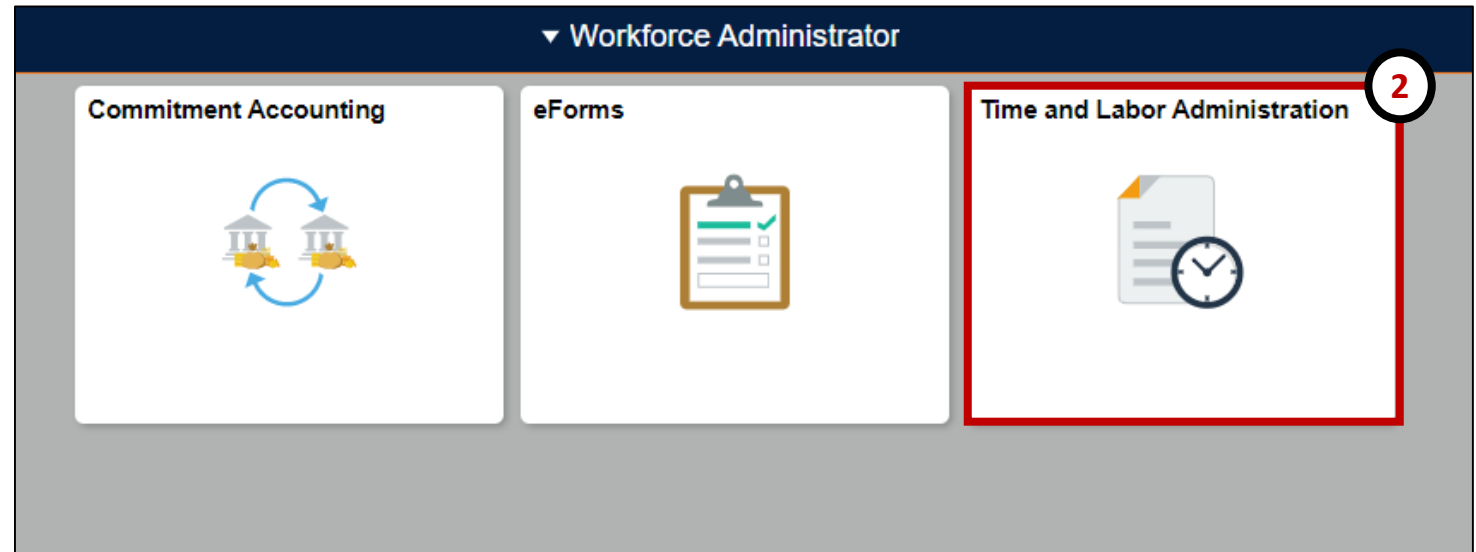 Workforce Administrator
Commitment Accounting
eForms
Time and Labor Administration
2